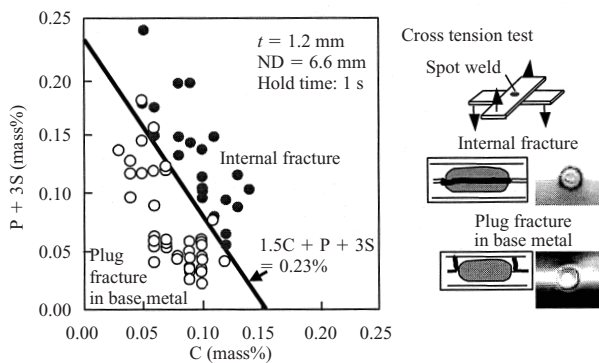 0.25
0.20
0.15
0.10
0.05
0.00
P + 3S (mass%)
t = 1.2 mm
ND = 6.6 mm
Hold time: 1 s
Internal fracture
1.5C + P + 3S
= 0.23%
Plug
fracture
in base metal
0.00
0.05
0.10
0.20
0.25
C (mass%)
Cross tension test
Spot weld
Internal fracture
Plug fracture
in base metal